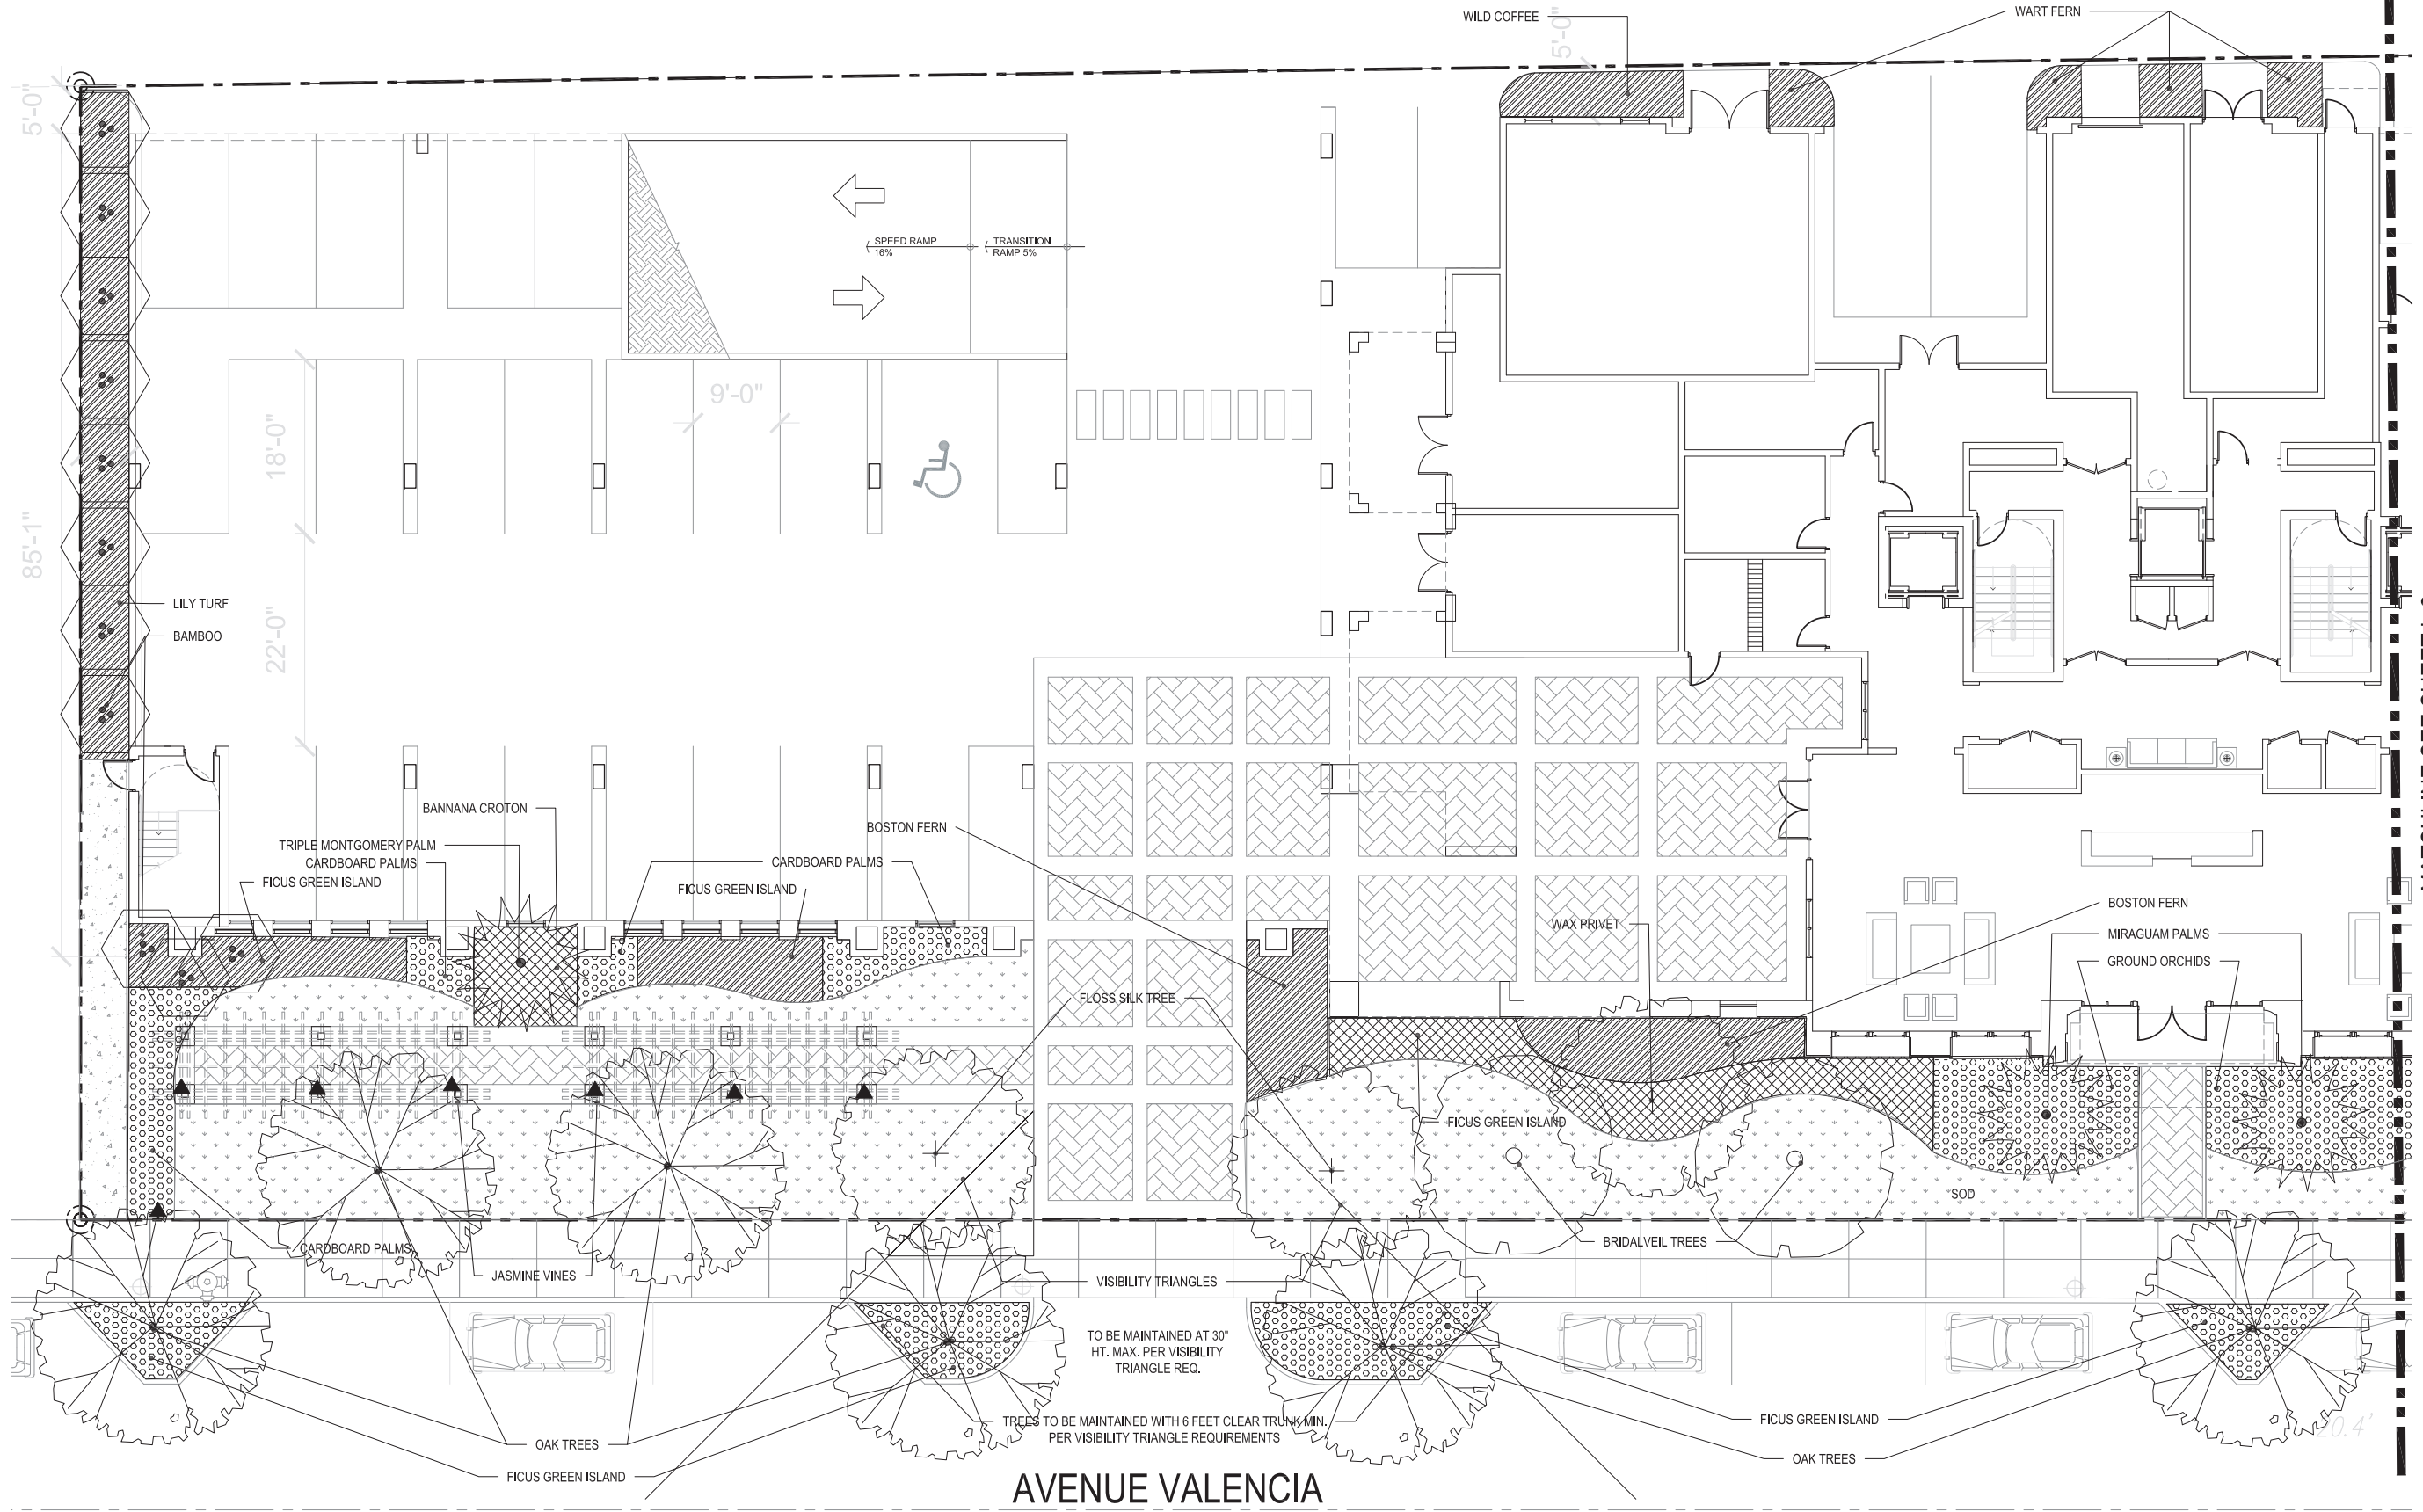 WILD COFFEE
WART FERN
5'-0"
5'-0"
SPEED RAMP
16%
TRANSITION
RAMP 5%
9'-0"
18'-0"
85'-1"
22'-0"
LILY TURF
BAMBOO
BANNANA CROTON
TRIPLE MONTGOMERY PALM
CARDBOARD PALMS
FICUS GREEN ISLAND
CARDBOARD PALMS
FICUS GREEN ISLAND
BOSTON FERN
WAX PRIVET
BOSTON FERN
MIRAGUAM PALMS
GROUND ORCHIDS
FLOSS SILK TREE
FICUS GREEN ISLAND
SOD
CARDBOARD PALMS
JASMINE VINES
VISIBILITY TRIANGLES
BRIDALVEIL TREES
TO BE MAINTAINED AT 30"
HT. MAX. PER VISIBILITY
TRIANGLE REQ.
TREES TO BE MAINTAINED WITH 6 FEET CLEAR TRUNK MIN.
PER VISIBILITY TRIANGLE REQUIREMENTS
OAK TREES
FICUS GREEN ISLAND
FICUS GREEN ISLAND
OAK TREES
20.4'
AVENUE VALENCIA